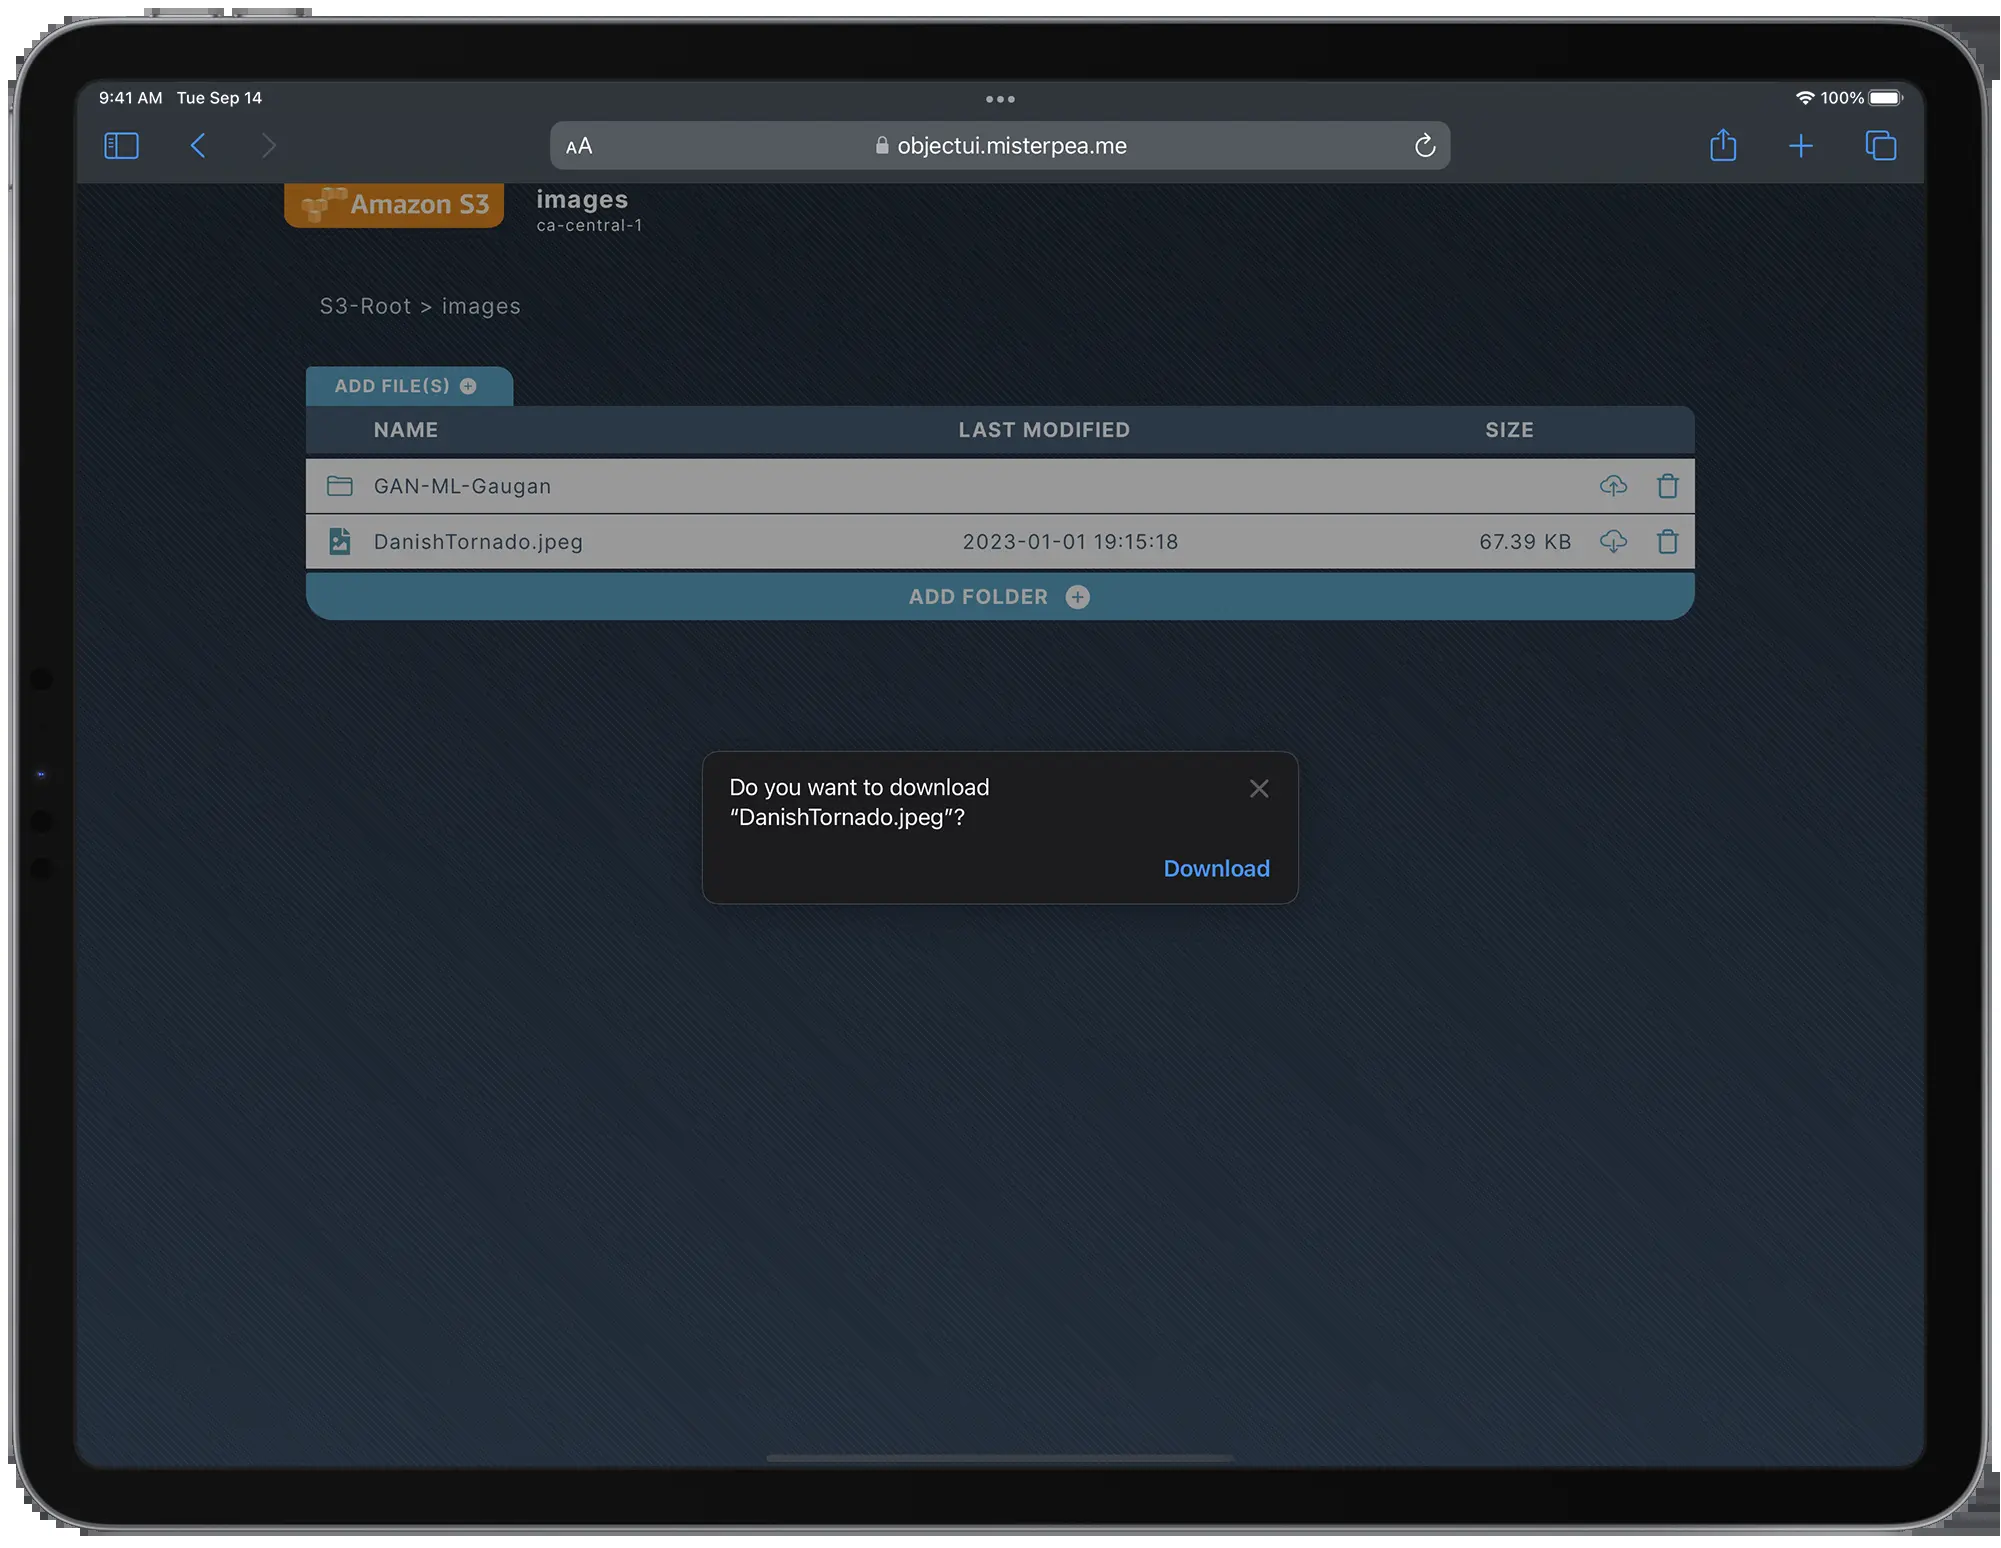 9:41 AM Tue Sep 14
100%
AA
objectui.misterpea.me
Amazon S3
images
ca-central-1
S3-Root > images
ADD FILE(S)
NAME LAST MODIFIED SIZE
GAN-ML-Gaugan
DanishTornado.jpeg 2023-01-01 19:15:18 67.39 KB
ADD FOLDER
Do you want to download
“DanishTornado.jpeg”?
Download